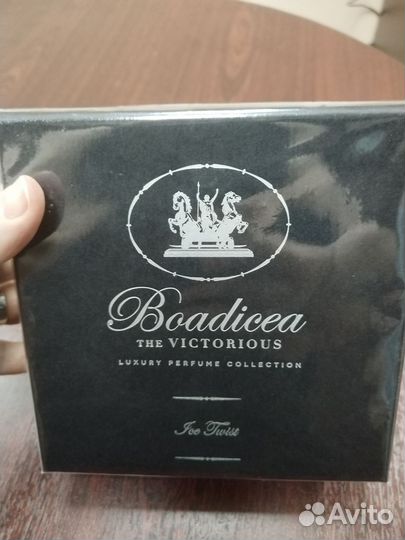 Boadicea
THE VICTORIOUS
LUXURY PERFUME COLLECTION
Ice Twist
Avito